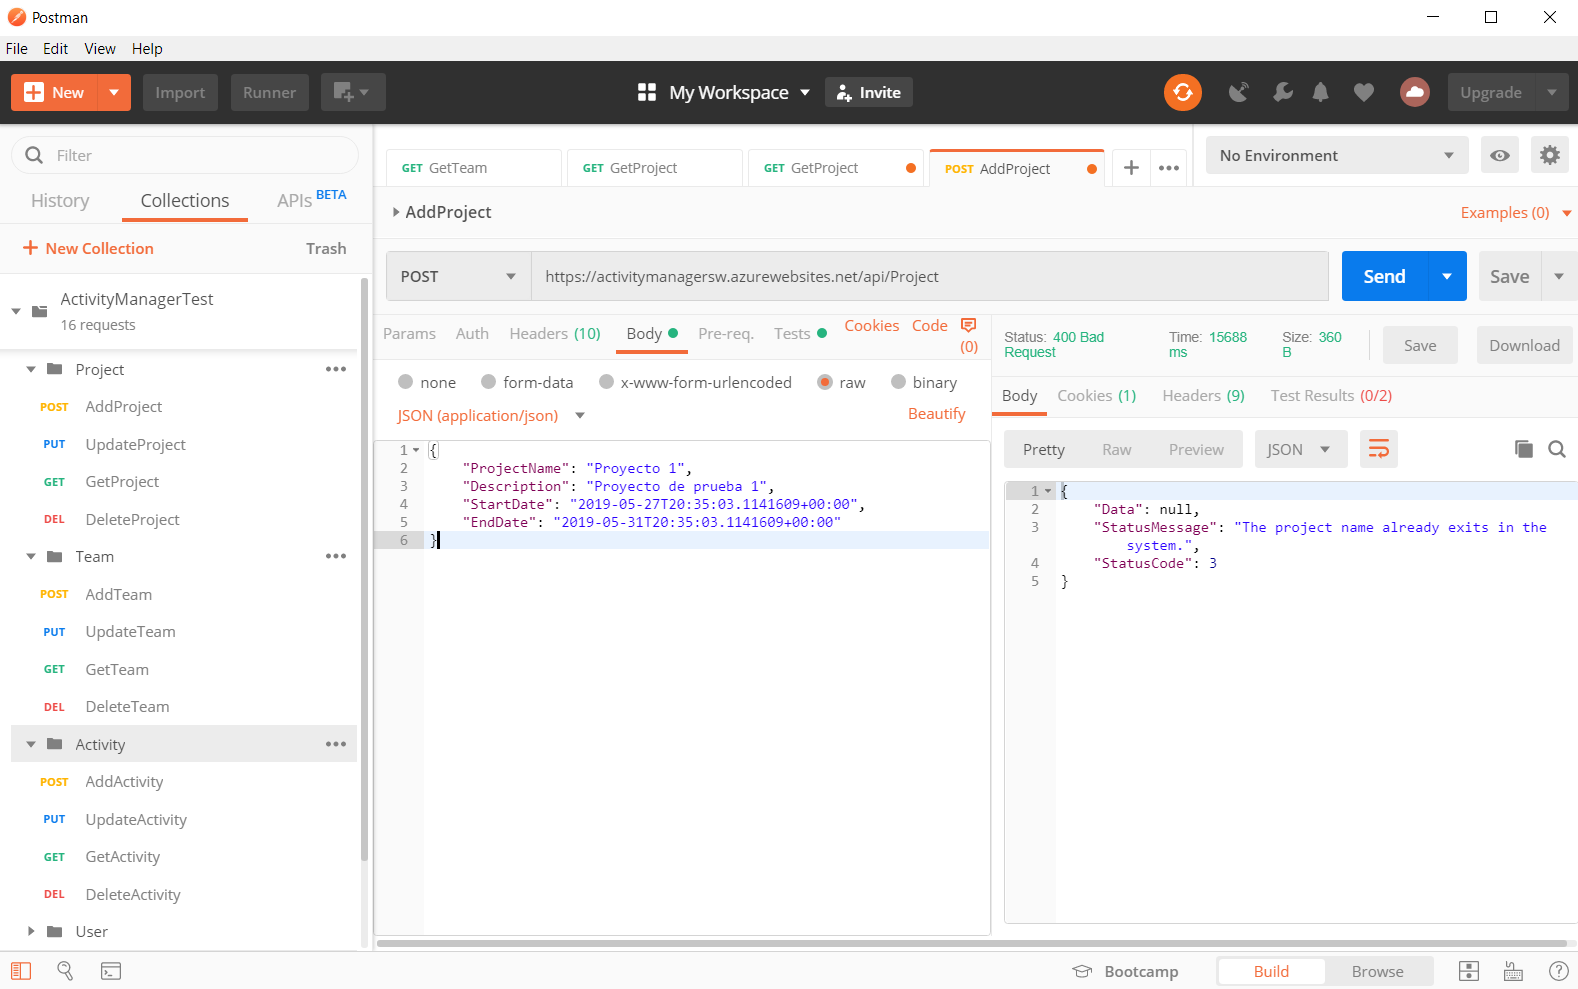 Postman
File Edit View Help
New Import Runner My Workspace Invite Upgrade
Filter
History Collections APIs BETA
New Collection Trash
ActivityManagerTest
16 requests
Project
POST AddProject
PUT UpdateProject
GET GetProject
DEL DeleteProject
Team
POST AddTeam
PUT UpdateTeam
GET GetTeam
DEL DeleteTeam
Activity
POST AddActivity
PUT UpdateActivity
GET GetActivity
DEL DeleteActivity
User
GET GetTeam GET GetProject GET GetProject POST AddProject
No Environment
AddProject
Examples (0)
POST https://activitymanagersw.azurewebsites.net/api/Project
Send Save
Params Auth Headers (10) Body Pre-req. Tests Cookies Code (0)
none form-data x-www-form-urlencoded raw binary
JSON (application/json) Beautify
1 {
2 "ProjectName": "Proyecto 1",
3 "Description": "Proyecto de prueba 1",
4 "StartDate": "2019-05-27T20:35:03.1141609+00:00",
5 "EndDate": "2019-05-31T20:35:03.1141609+00:00"
6 }
Status: 400 Bad Request Time: 15688 ms Size: 360 B
Save Download
Body Cookies (1) Headers (9) Test Results (0/2)
Pretty Raw Preview JSON
1 {
2 "Data": null,
3 "StatusMessage": "The project name already exits in the
system.",
4 "StatusCode": 3
5 }
Bootcamp Build Browse